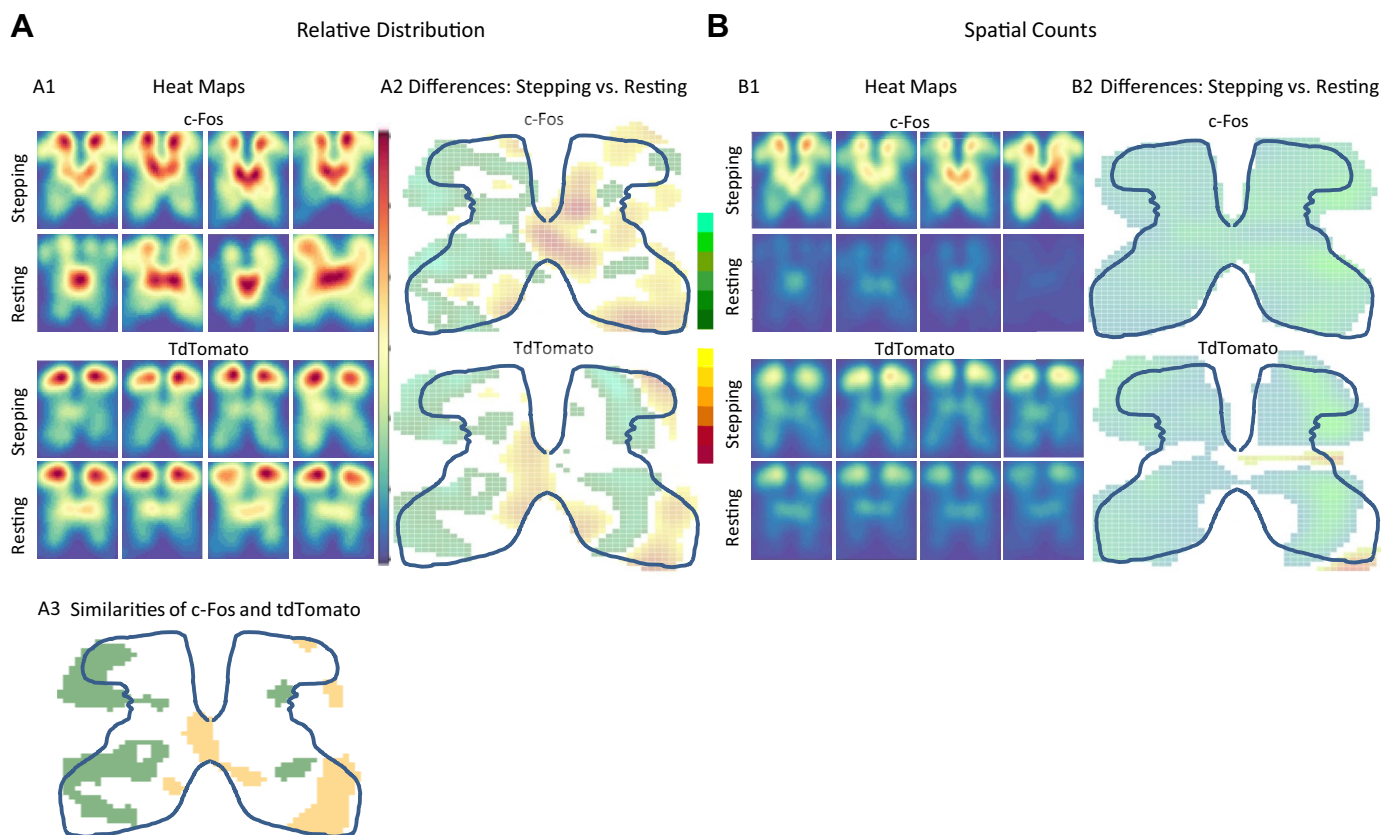 A
Relative Distribution
A1 Heat Maps
c-Fos
Stepping
Resting
TdTomato
Stepping
Resting
A2 Differences: Stepping vs. Resting
c-Fos
TdTomato
A3 Similarities of c-Fos and tdTomato
B
Spatial Counts
B1 Heat Maps
c-Fos
Stepping
Resting
TdTomato
Stepping
Resting
B2 Differences: Stepping vs. Resting
c-Fos
TdTomato